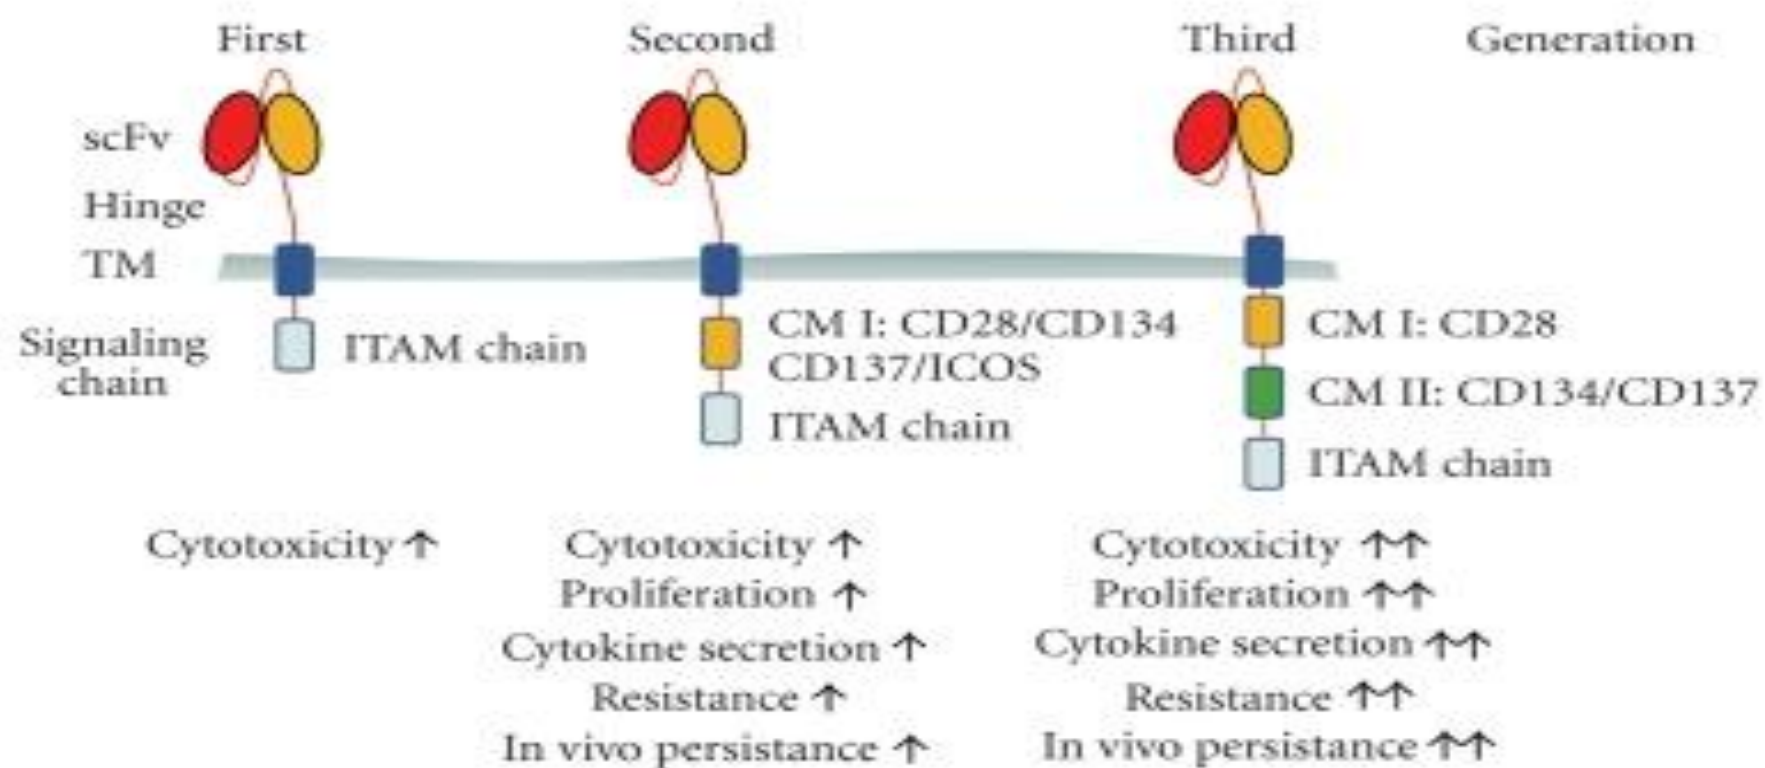 First Second Third Generation
scFv
Hinge
TM
Signaling
chain
ITAM chain
CM I: CD28/CD134
CD137/ICOS
ITAM chain
CM I: CD28
CM II: CD134/CD137
ITAM chain
Cytotoxicity ↑
Cytotoxicity ↑
Proliferation ↑
Cytokine secretion ↑
Resistance ↑
In vivo persistance ↑
Cytotoxicity ↑↑
Proliferation ↑↑
Cytokine secretion ↑↑
Resistance ↑↑
In vivo persistance ↑↑